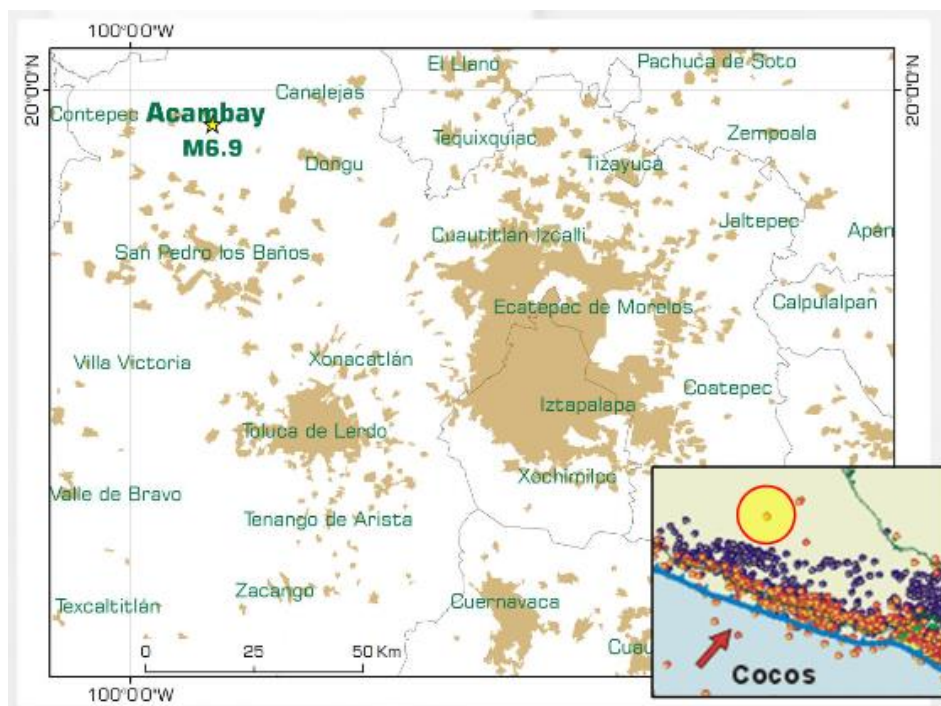 100°0'0"W
El Llano
Pachuca de Soto
20°0'0"N
20°0'0"N
Canalejas
Contepec
Acambay
M6.9
Tequixquiac
Zempoala
Dongu
Tizayuca
Jaltepec
Apan
Cuautitlán Izcalli
San Pedro los Baños
Calpulalpan
Ecatepec de Morelos
Villa Victoria
Xonacatlán
Coatepec
Iztapalapa
Toluca de Lerdo
Xochimilco
Valle de Bravo
Tenango de Arista
Zacango
Cuernavaca
Texcaltitlán
Cuau
0 25 50 Km
Cocos
100°0'0"W